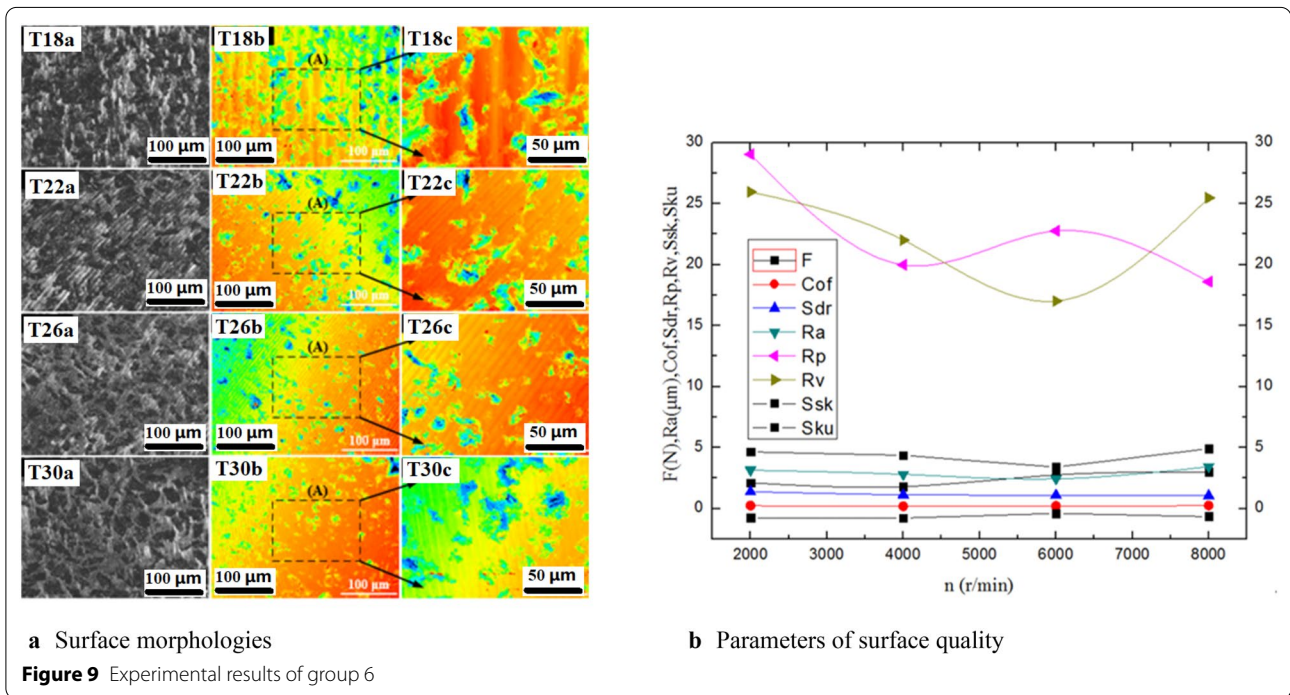 T18a
T18b
T18c
(A)
100 µm
100 µm
100 µm
50 µm
T22a
T22b
T22c
(A)
100 µm
100 µm
100 µm
50 µm
T26a
T26b
T26c
(A)
100 µm
100 µm
100 µm
50 µm
T30a
T30b
T30c
(A)
100 µm
100 µm
100 µm
50 µm
a Surface morphologies
F(N),Ra(µm),Cof,Sdr,Rp,Rv,Ssk,Sku
30
25
20
15
10
5
0
F
Cof
Sdr
Ra
Rp
Rv
Ssk
Sku
30
25
20
15
10
5
0
2000 3000 4000 5000 6000 7000 8000
n (r/min)
b Parameters of surface quality
Figure 9 Experimental results of group 6